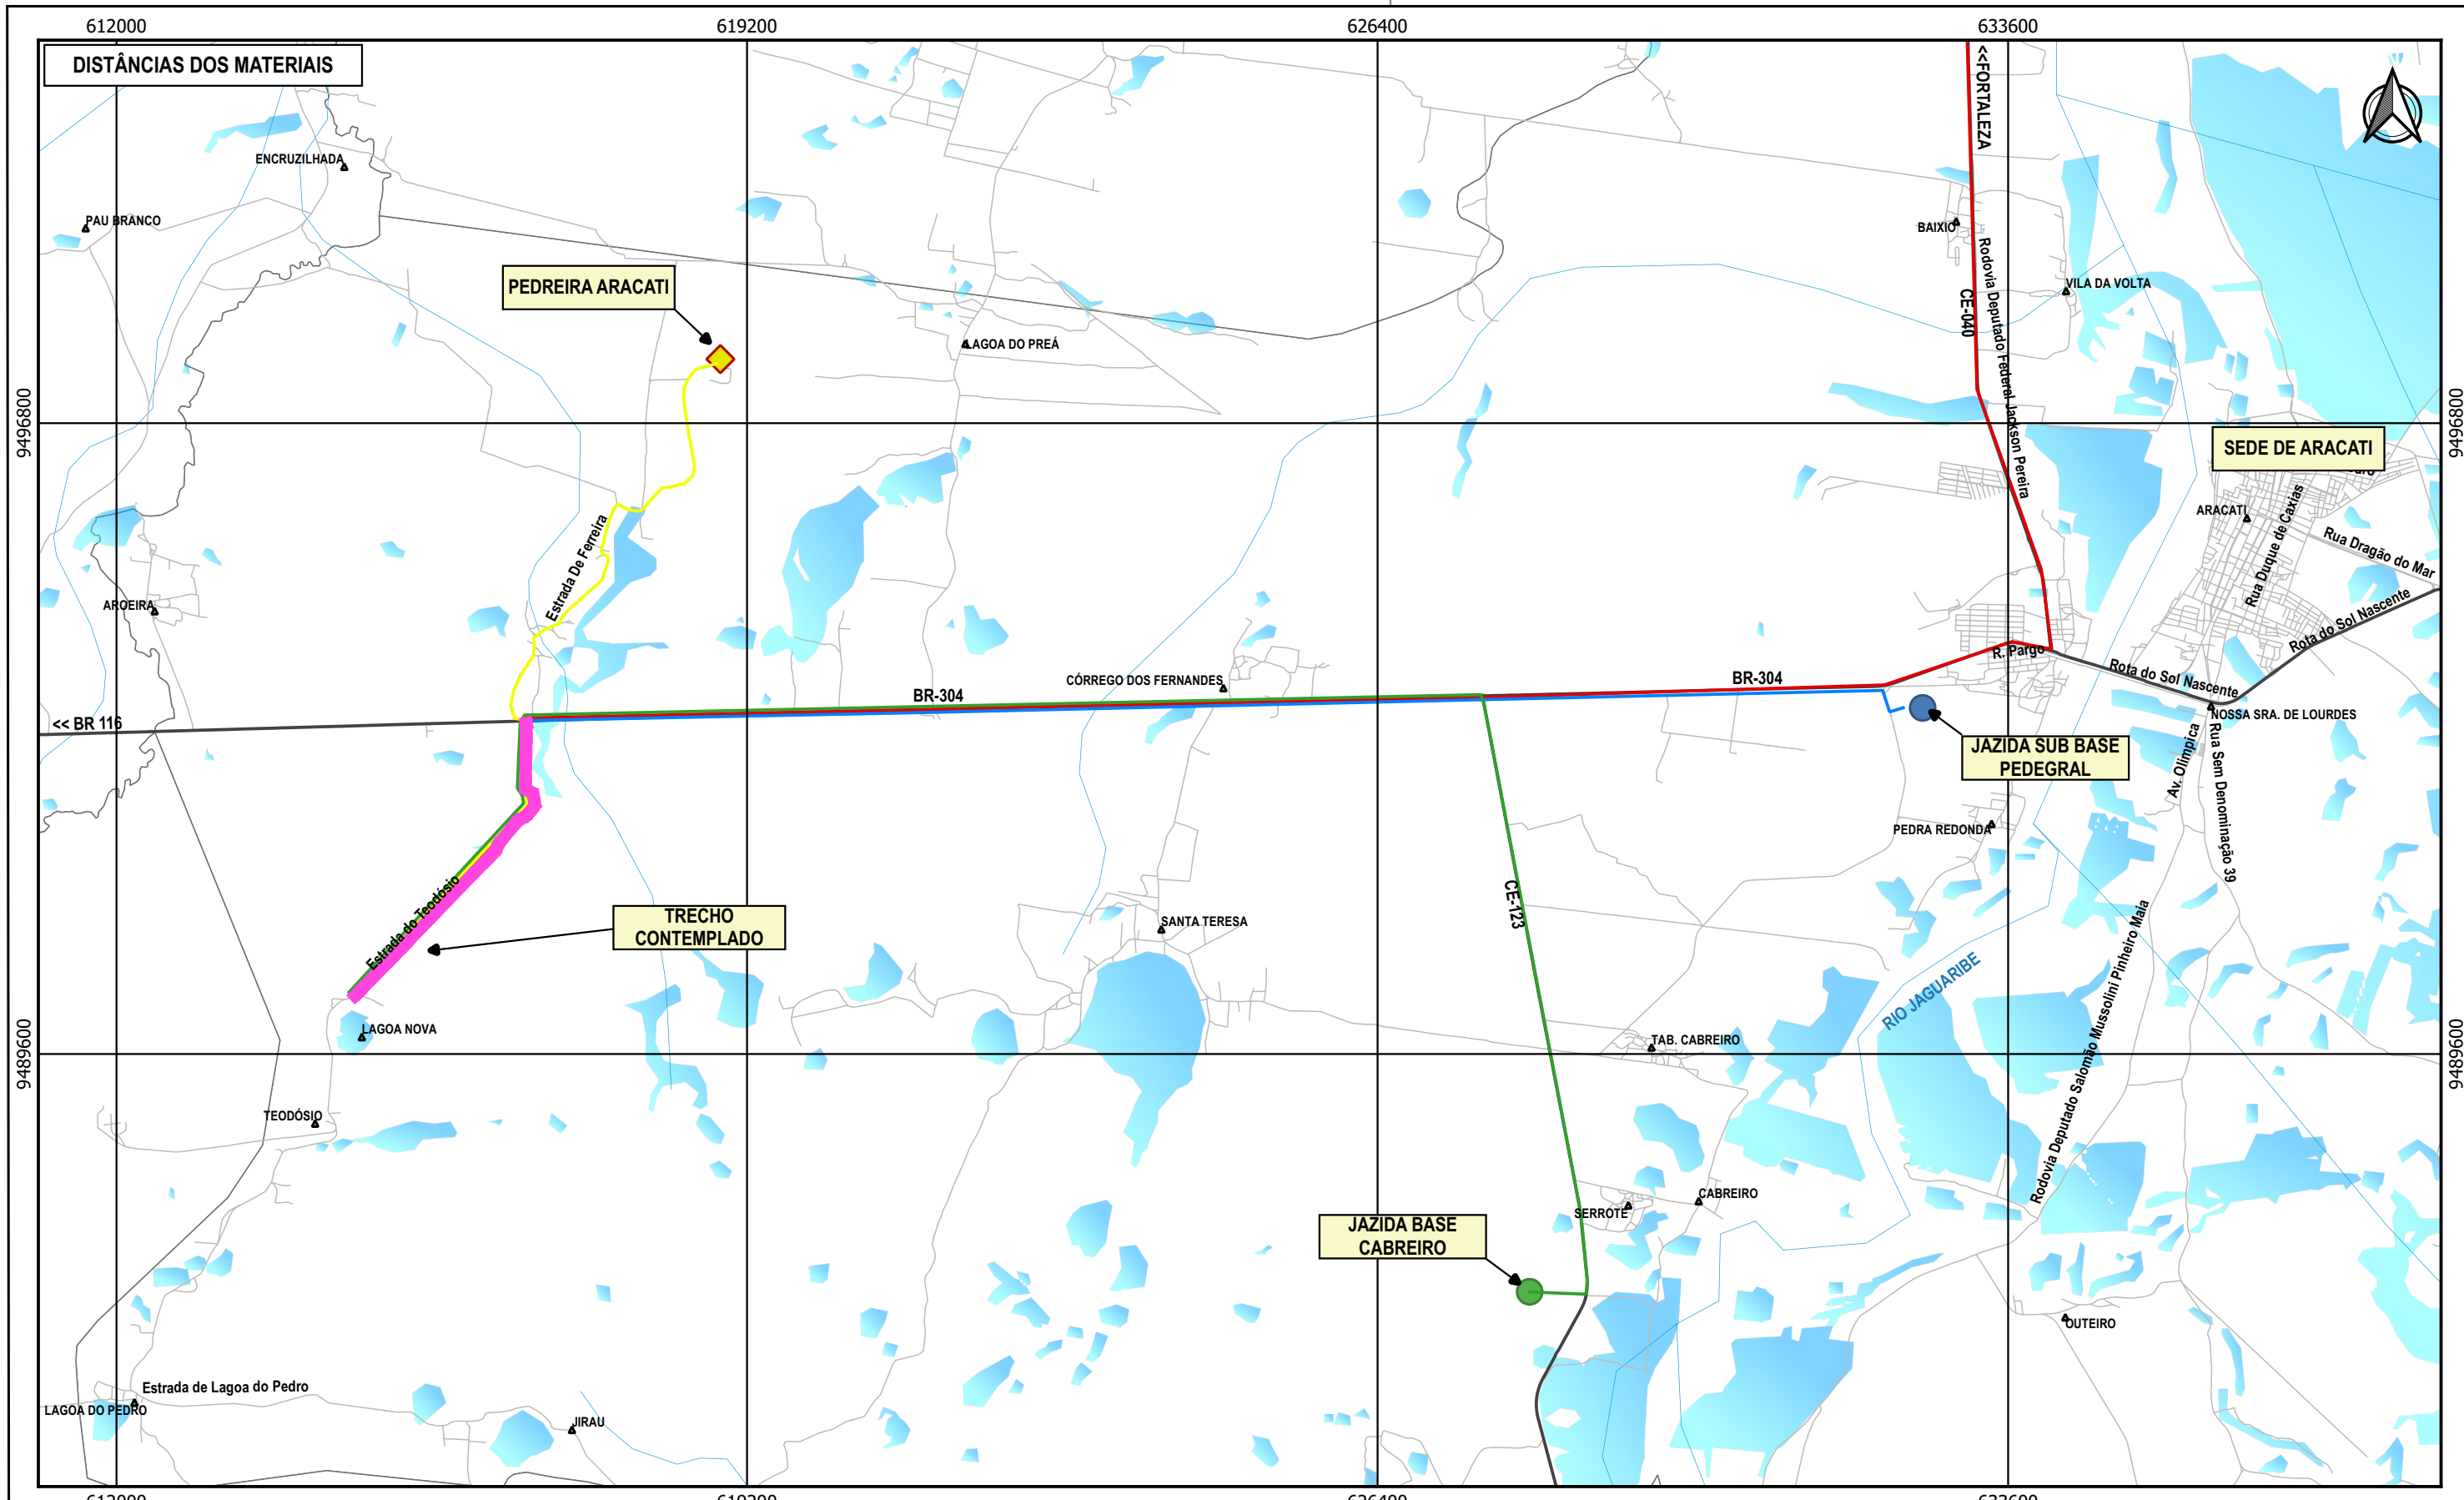 612000
619200
626400
633600
DISTÂNCIAS DOS MATERIAIS
<<FORTALEZA
ENCRUZILHADA
PAU BRANCO
BAIXIO
Rodovia Deputado Federal Jackson Pereira
CE-040
VILA DA VOLTA
PEDREIRA ARACATI
LAGOA DO PREÁ
9496800
9496800
SEDE DE ARACATI
ARACATI
Rua Duque de Caxias
Rua Dragão do Mar
Estrada De Ferreira
AROEIRA
Rota do Sol Nascente
R. Pargo
Rota do Sol Nascente
CÓRREGO DOS FERNANDES
BR-304
BR-304
<< BR 116
NOSSA SRA. DE LOURDES
JAZIDA SUB BASE
PEDEGRAL
Av. Olimpica
Rua Sem Denominação 39
PEDRA REDONDA
Estrada do Teodósio
TRECHO
CONTEMPLADO
CE-123
SANTA TERESA
Rodovia Deputado Salomão Mussolini Pinheiro Maia
RIO JAGUARIBE
LAGOA NOVA
TAB. CABREIRO
9489600
9489600
TEODÓSIO
CABREIRO
SERROTE
JAZIDA BASE
CABREIRO
OUTEIRO
Estrada de Lagoa do Pedro
LAGOA DO PEDRO
JIRAU
612000
619200
626400
633600